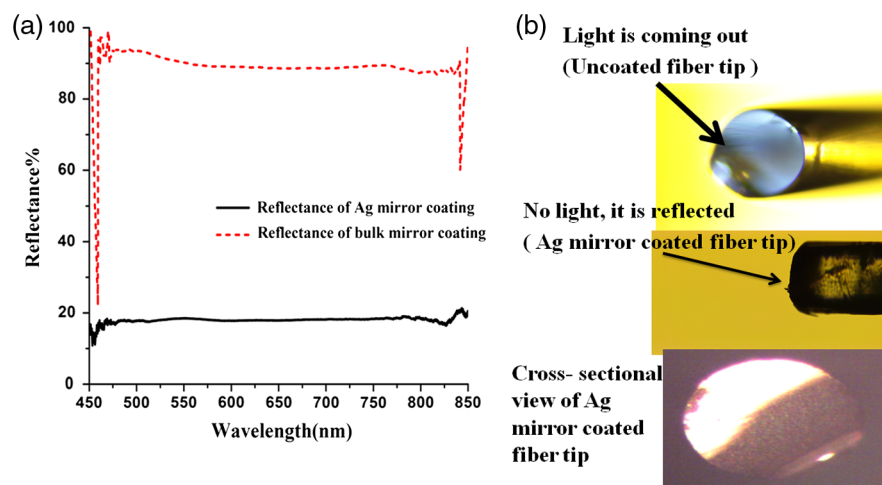 (a)
100
80
60
40
20
0
Reflectance%
Reflectance of Ag mirror coating
Reflectance of bulk mirror coating
450 500 550 600 650 700 750 800 850
Wavelength(nm)
(b)
Light is coming out
(Uncoated fiber tip )
No light, it is reflected
( Ag mirror coated fiber tip)
Cross- sectional
view of Ag
mirror coated
fiber tip